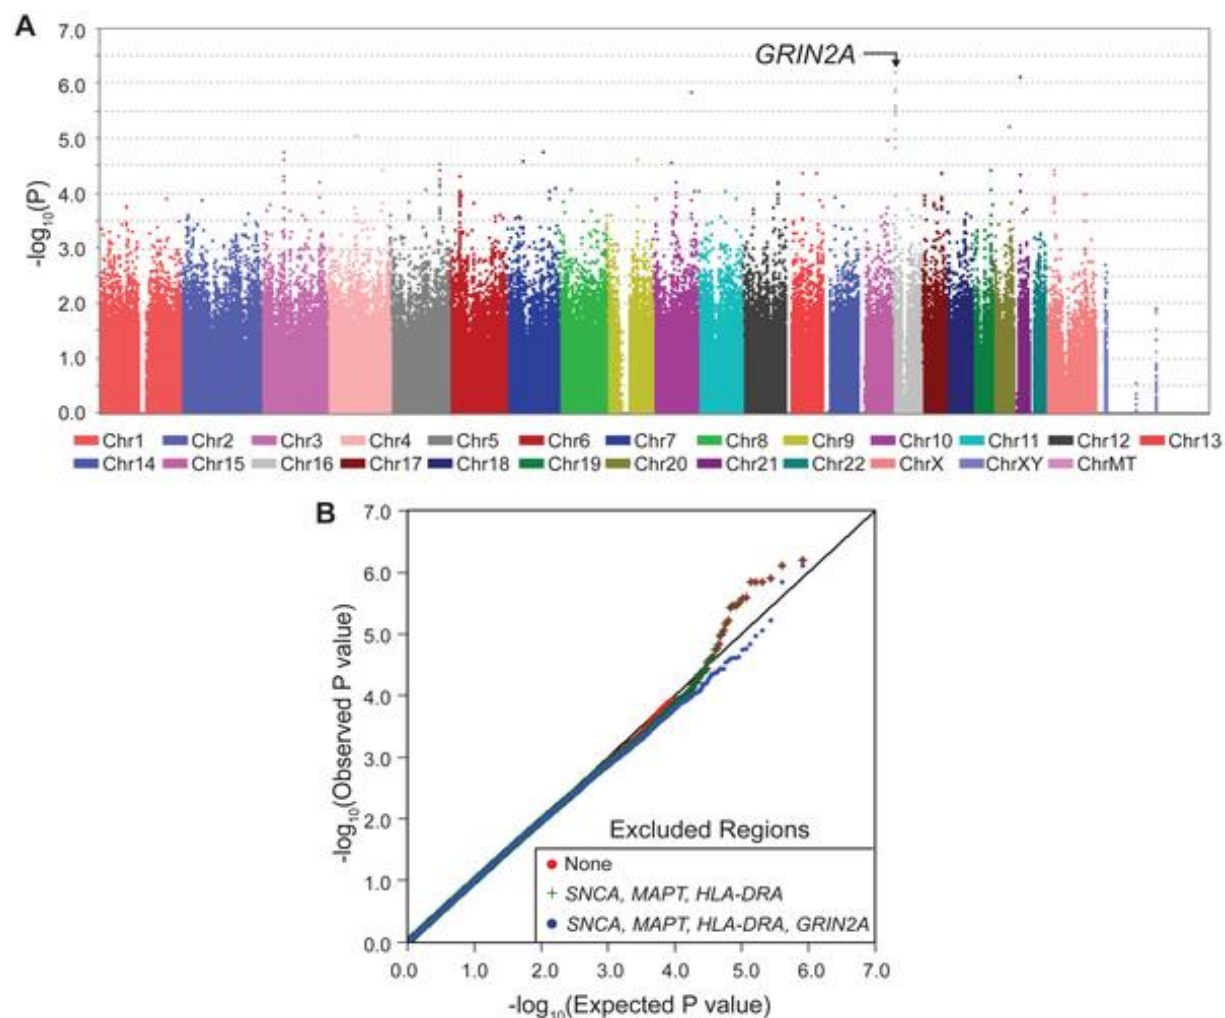 A
7.0
6.0
5.0
4.0
3.0
2.0
1.0
0.0
-log10(P)
GRIN2A
Chr1 Chr2 Chr3 Chr4 Chr5 Chr6 Chr7 Chr8 Chr9 Chr10 Chr11 Chr12 Chr13
Chr14 Chr15 Chr16 Chr17 Chr18 Chr19 Chr20 Chr21 Chr22 ChrX ChrXY ChrMT
B
7.0
6.0
5.0
4.0
3.0
2.0
1.0
0.0
-log10(Observed P value)
Excluded Regions
None
SNCA, MAPT, HLA-DRA
SNCA, MAPT, HLA-DRA, GRIN2A
0.0 1.0 2.0 3.0 4.0 5.0 6.0 7.0
-log10(Expected P value)